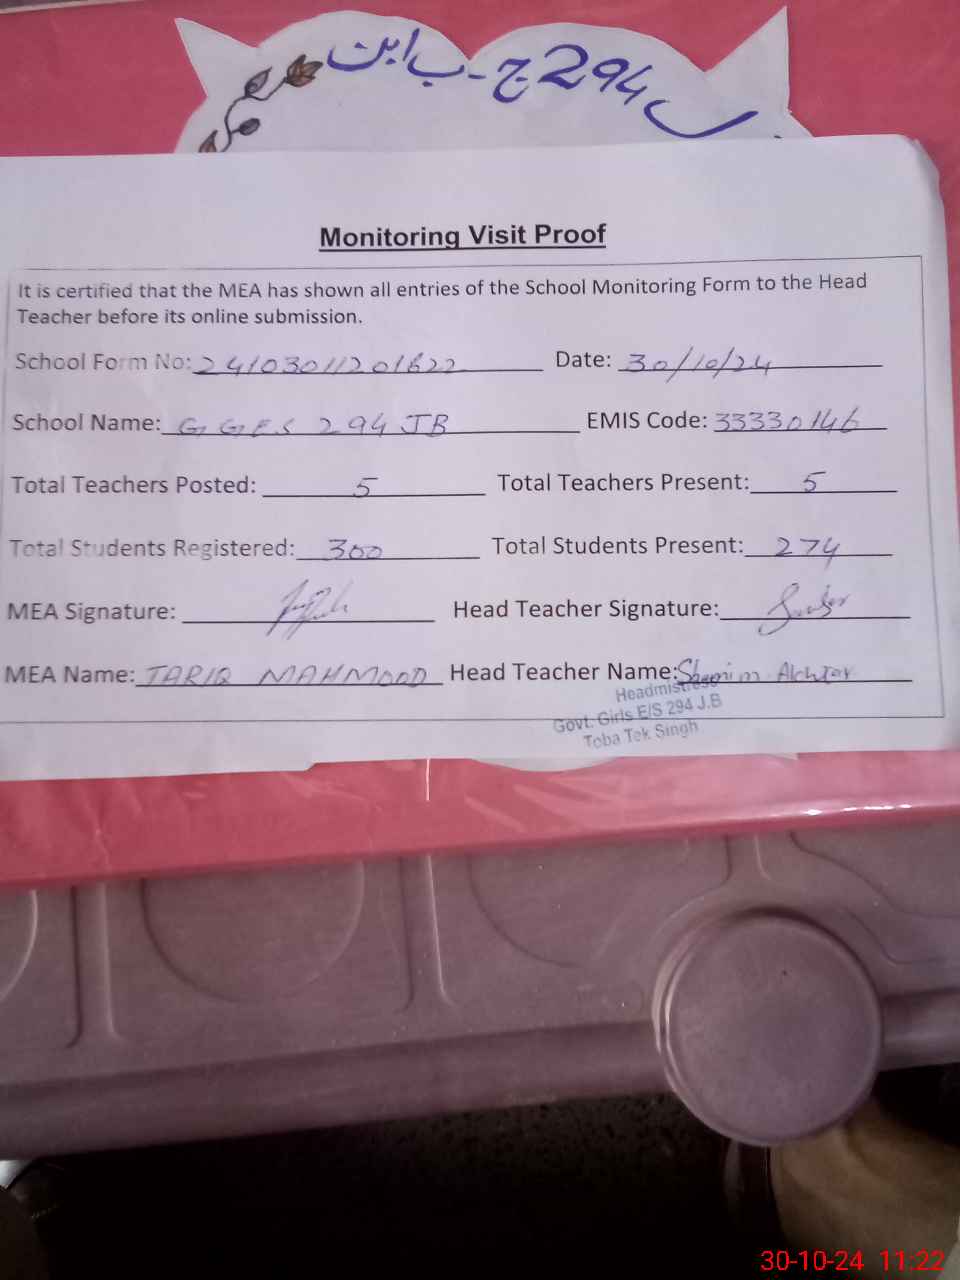 294 ج-ب ابن
Monitoring Visit Proof
It is certified that the MEA has shown all entries of the School Monitoring Form to the Head
Teacher before its online submission.
School Form No: 24103011201622 Date: 30/10/24
School Name: GGES 294 JB EMIS Code: 33330146
Total Teachers Posted: 5 Total Teachers Present: 5
Total Students Registered: 300 Total Students Present: 274
MEA Signature: Head Teacher Signature:
MEA Name: TARIQ MAHMOOD Head Teacher Name: Shamim Akhtar
Headmistress
Govt. Girls E/S 294 J.B
Toba Tek Singh
30-10-24 11:22